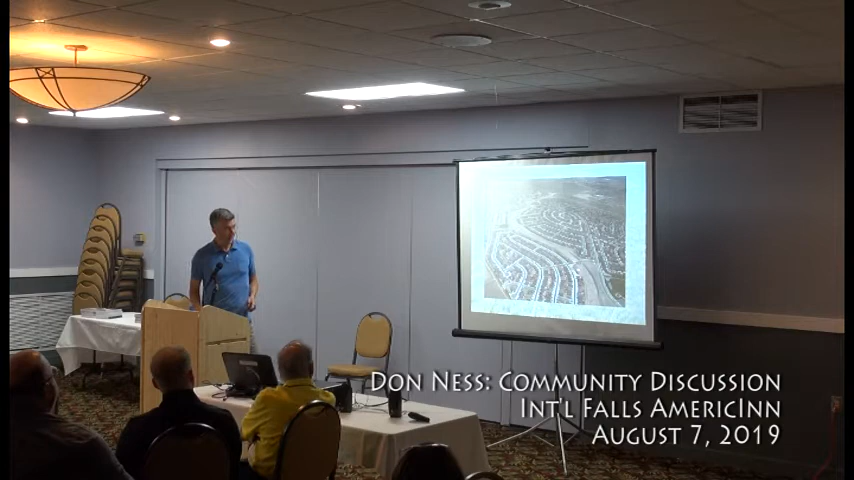 Don Ness: Community Discussion
Int'l Falls AmericInn
August 7, 2019